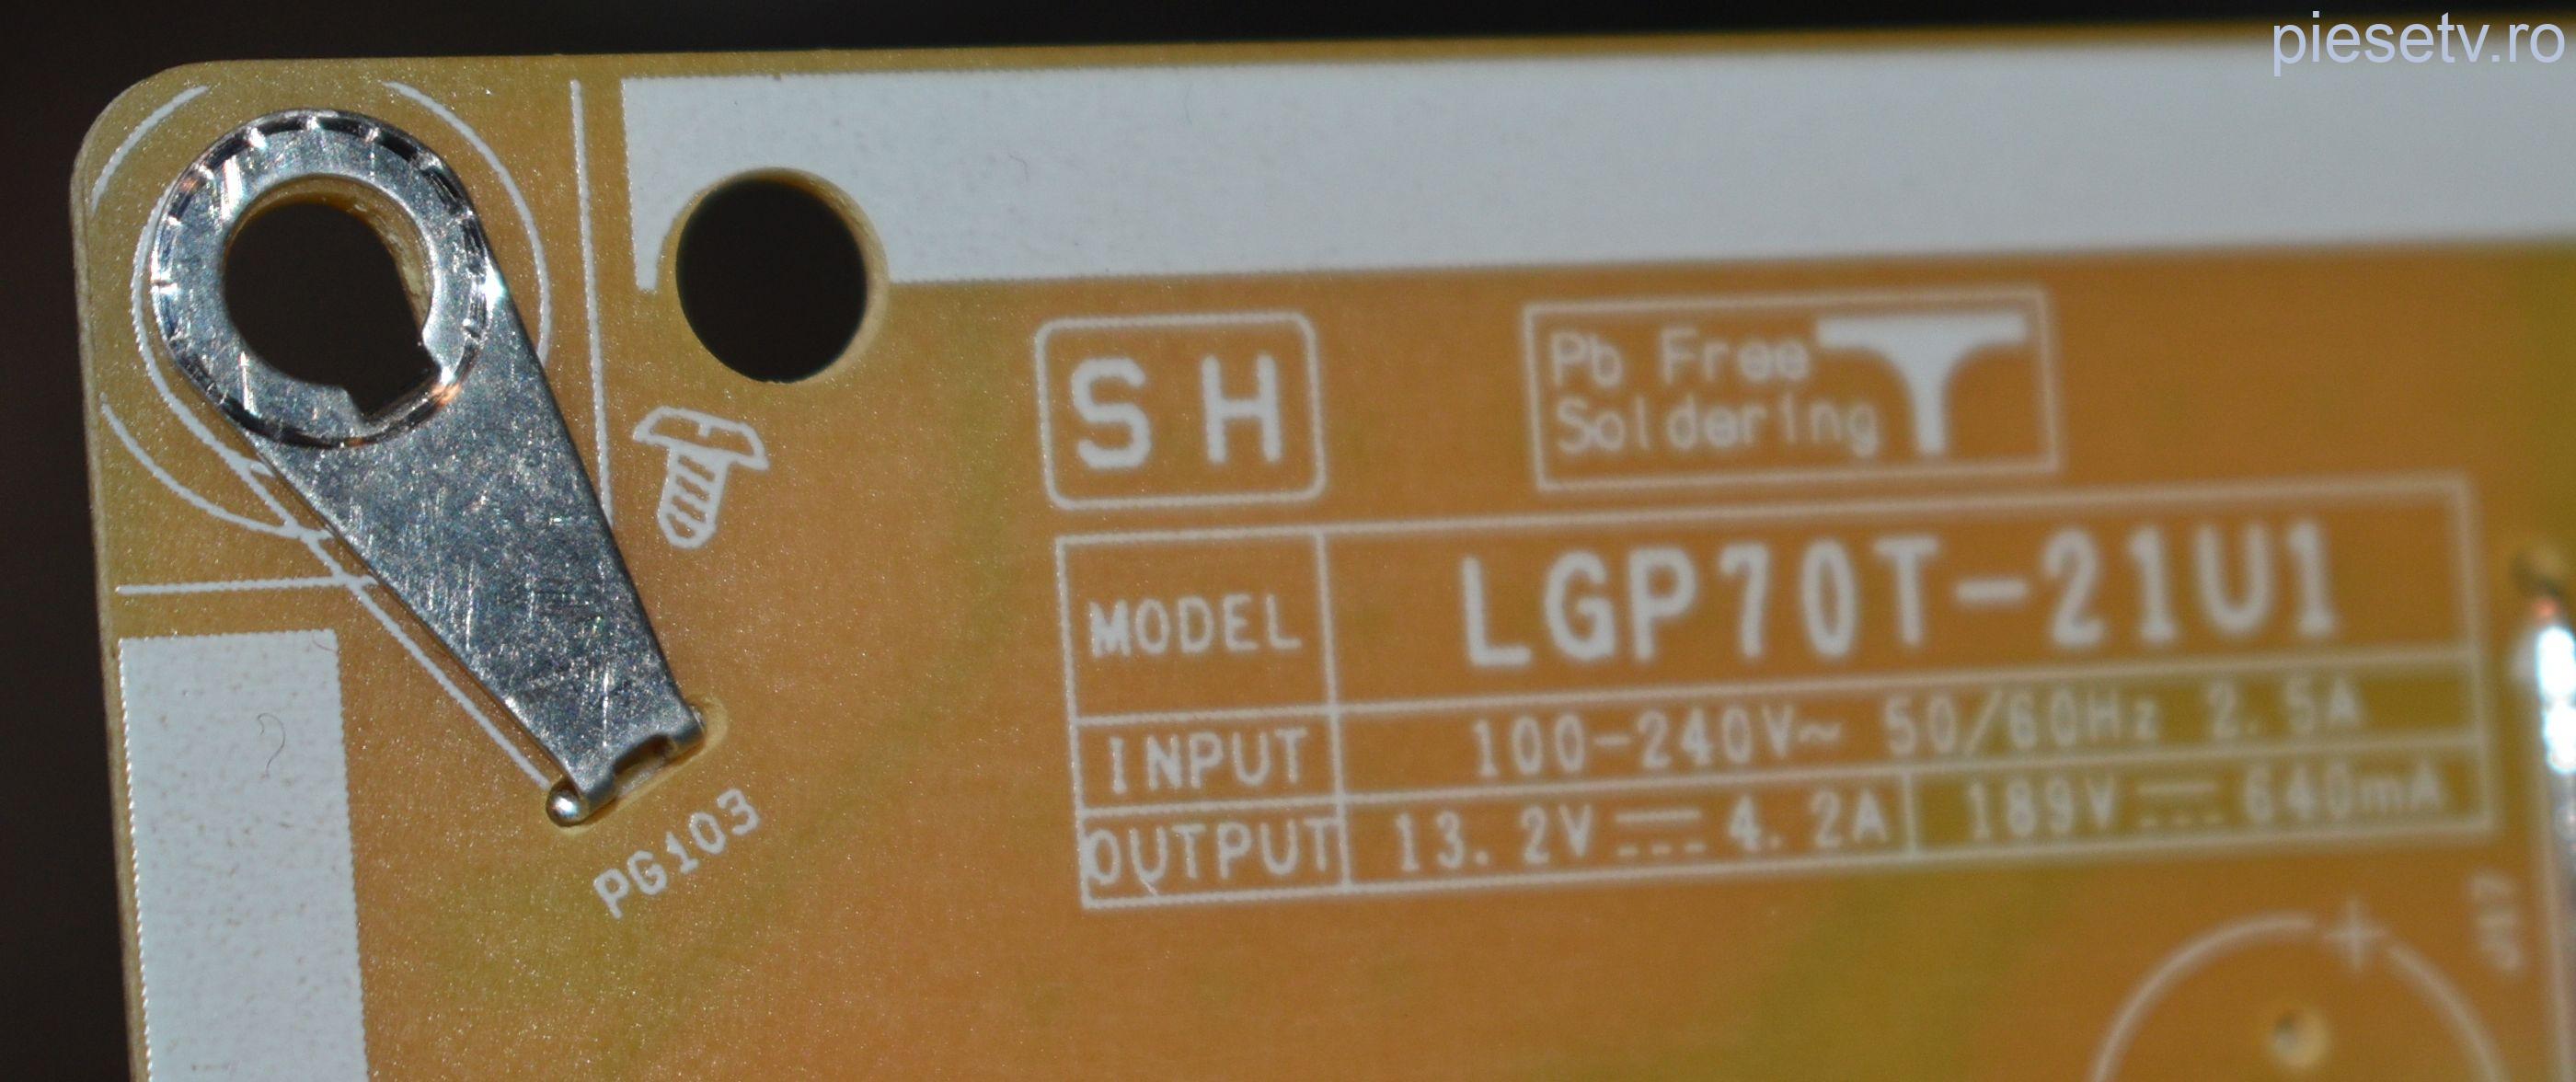 piesetv.ro
SH
Pb Free
Soldering
MODEL LGP70T-21U1
INPUT 100-240V~ 50/60Hz 2.5A
OUTPUT 13.2V⎓4.2A 189V⎓640mA
PG103